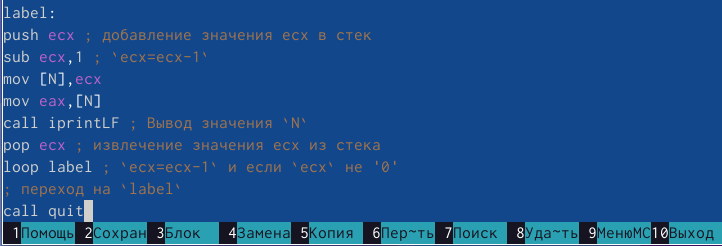 label:
push ecx ; добавление значения ecx в стек
sub ecx,1 ; `ecx=ecx-1`
mov [N],ecx
mov eax,[N]
call iprintLF ; Вывод значения `N`
pop ecx ; извлечение значения ecx из стека
loop label ; `ecx=ecx-1` и если `ecx` не '0'
; переход на `label`
call quit
1Помощь 2Сохран 3Блок 4Замена 5Копия 6Пер~ть 7Поиск 8Уда~ть 9МенюMC 10Выход